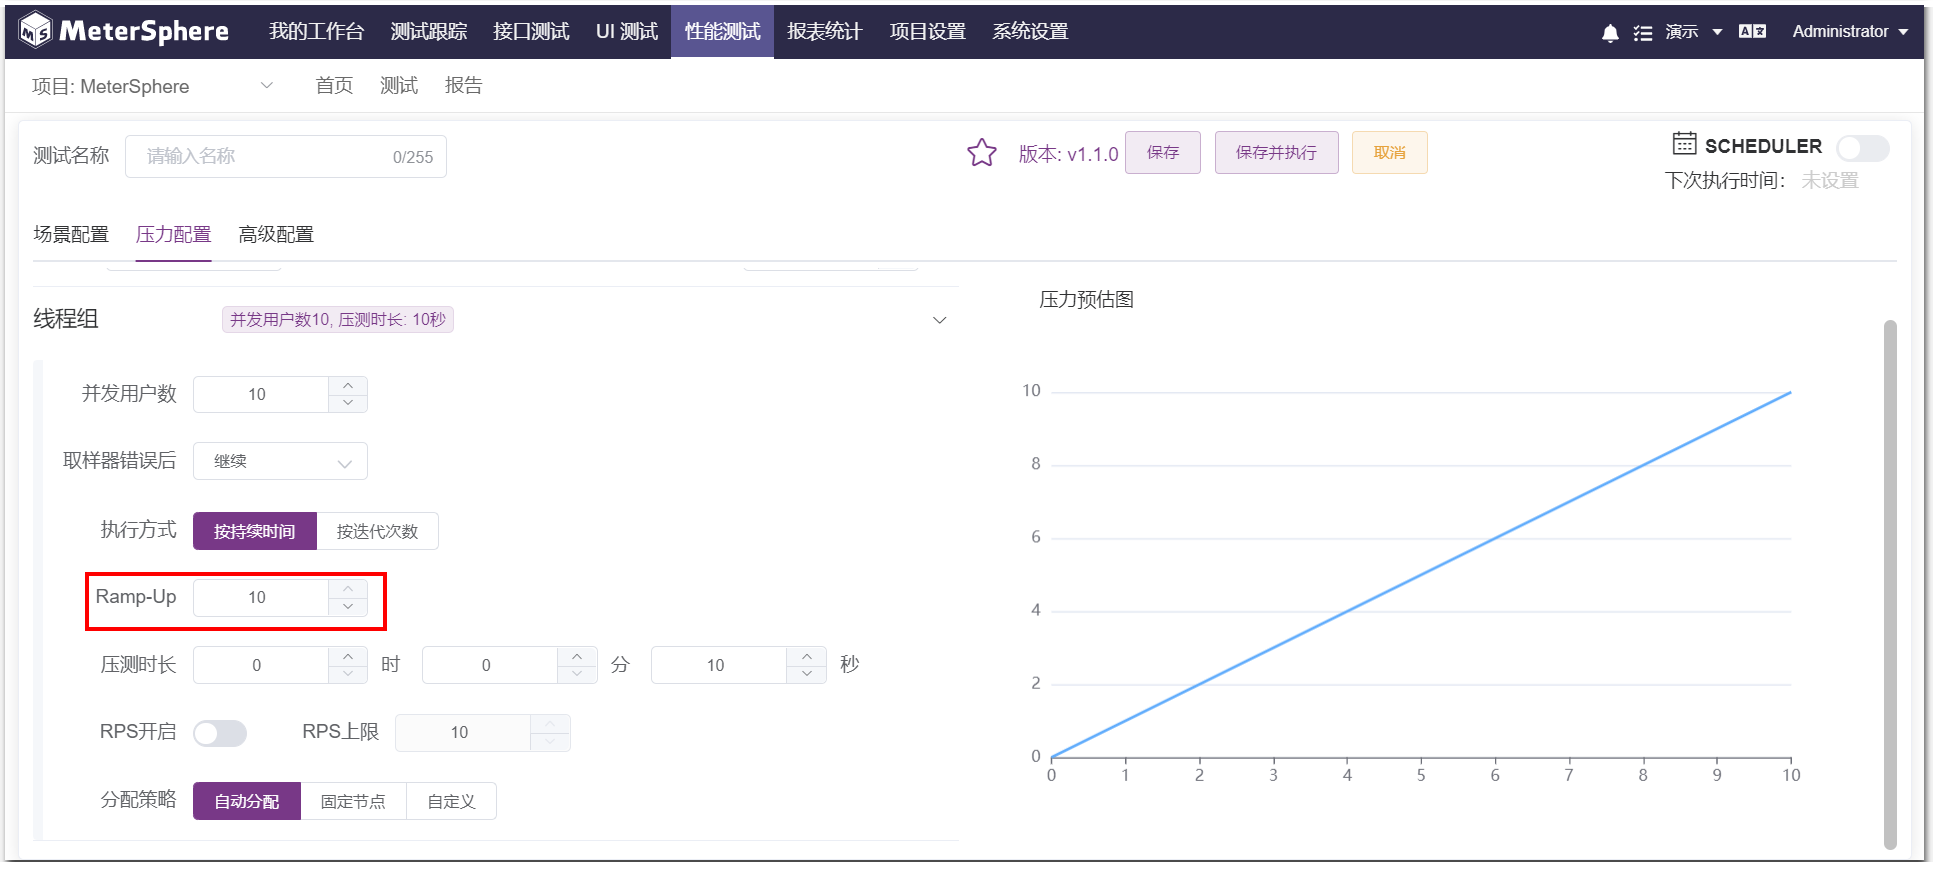 MeterSphere 我的工作台 测试跟踪 接口测试 UI 测试 性能测试 报表统计 项目设置 系统设置 演示 Administrator
项目: MeterSphere 首页 测试 报告
测试名称 请输入名称 0/255 版本: v1.1.0 保存 保存并执行 取消 SCHEDULER
下次执行时间： 未设置
场景配置 压力配置 高级配置
线程组 并发用户数10, 压测时长: 10秒
并发用户数 10
取样器错误后 继续
执行方式 按持续时间 按迭代次数
Ramp-Up 10
压测时长 0 时 0 分 10 秒
RPS开启 RPS上限 10
分配策略 自动分配 固定节点 自定义
压力预估图
10
8
6
4
2
0
0 1 2 3 4 5 6 7 8 9 10